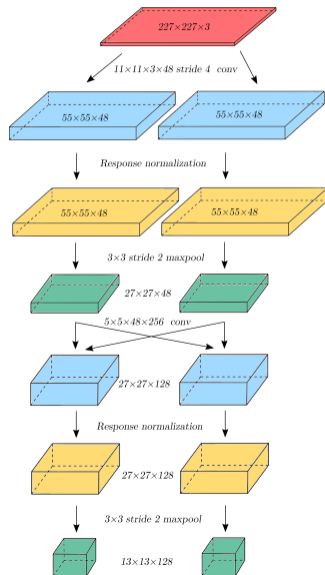 227×227×3
11×11×3×48 stride 4 conv
55×55×48 55×55×48
Response normalization
55×55×48 55×55×48
3×3 stride 2 maxpool
27×27×48
5×5×48×256 conv
27×27×128
Response normalization
27×27×128
3×3 stride 2 maxpool
13×13×128